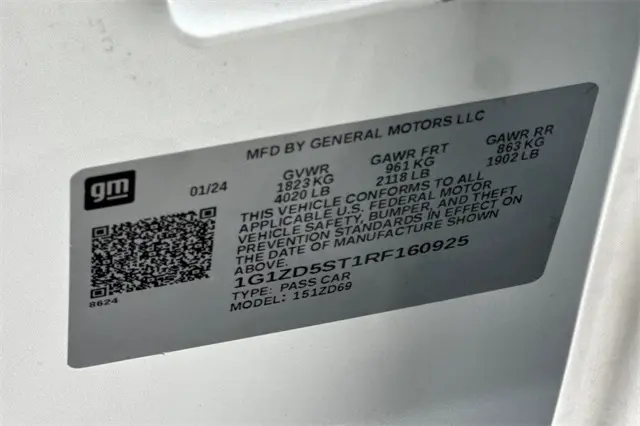 MFD BY GENERAL MOTORS LLC
gm
01/24
GVWR
1823 KG
4020 LB
GAWR FRT
961 KG
2118 LB
GAWR RR
863 KG
1902 LB
THIS VEHICLE CONFORMS TO ALL
APPLICABLE U.S. FEDERAL MOTOR
VEHICLE SAFETY, BUMPER, AND THEFT
PREVENTION STANDARDS IN EFFECT ON
THE DATE OF MANUFACTURE SHOWN
ABOVE.
1G1ZD5ST1RF160925
TYPE: PASS CAR
MODEL: 151ZD69
8624